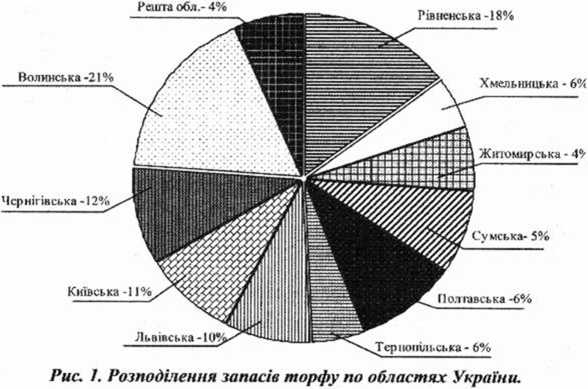 Решта обл.- 4%
Рівненська -18%
Хмельницька - 6%
Житомирська - 4%
Сумська- 5%
Полтавська -6%
Тернопільська - 6%
Львівська -10%
Київська -11%
Чернігівська -12%
Волинська -21%
Рис. 1. Розподілення запасів торфу по областях України.